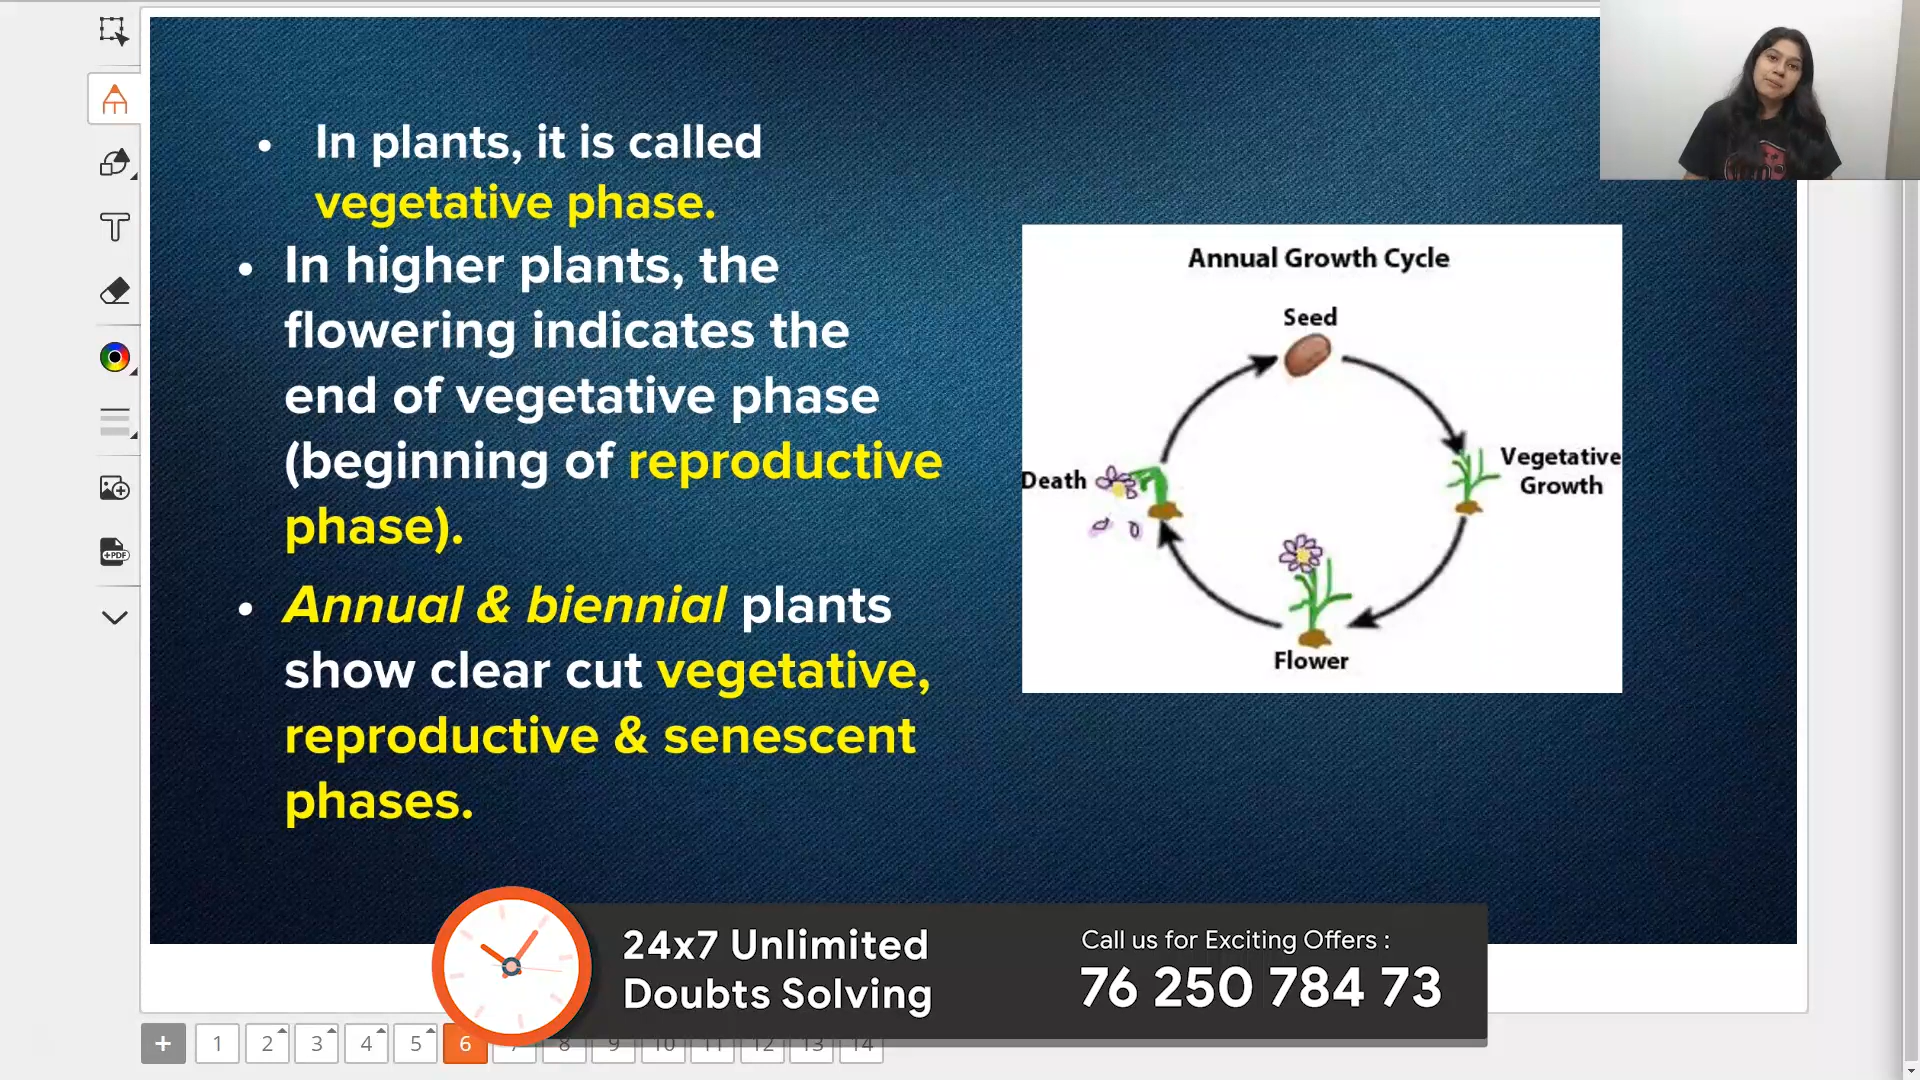 • In plants, it is called
vegetative phase.
• In higher plants, the
flowering indicates the
end of vegetative phase
(beginning of reproductive
phase).
• Annual & biennial plants
show clear cut vegetative,
reproductive & senescent
phases.
Annual Growth Cycle
Seed
Vegetative
Growth
Flower
Death
24x7 Unlimited
Doubts Solving
Call us for Exciting Offers :
76 250 784 73
+PDF
+ 1 2 3 4 5 6 7 8 9 10 11 12 13 14